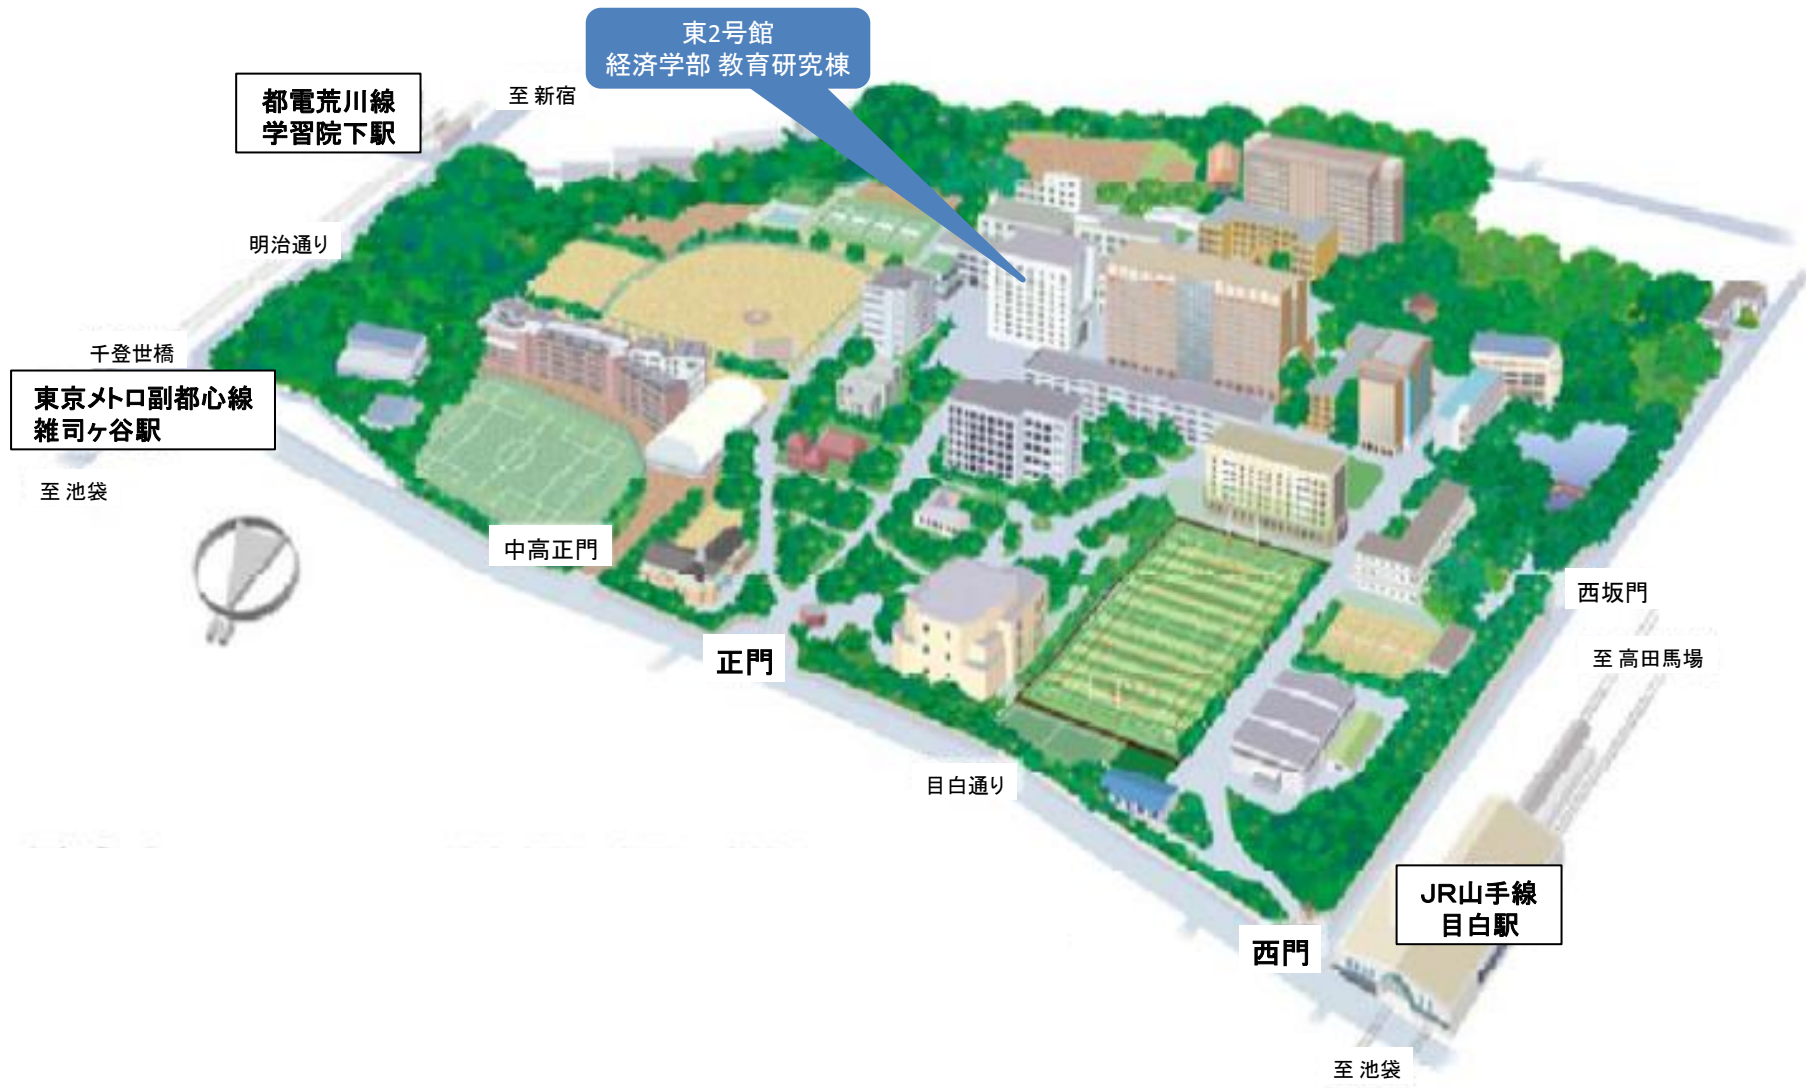 東2号館
経済学部 教育研究棟
都電荒川線
学習院下駅
至 新宿
明治通り
千登世橋
東京メトロ副都心線
雑司ヶ谷駅
至 池袋
中高正門
西坂門
正門
至 高田馬場
目白通り
JR山手線
目白駅
西門
至 池袋